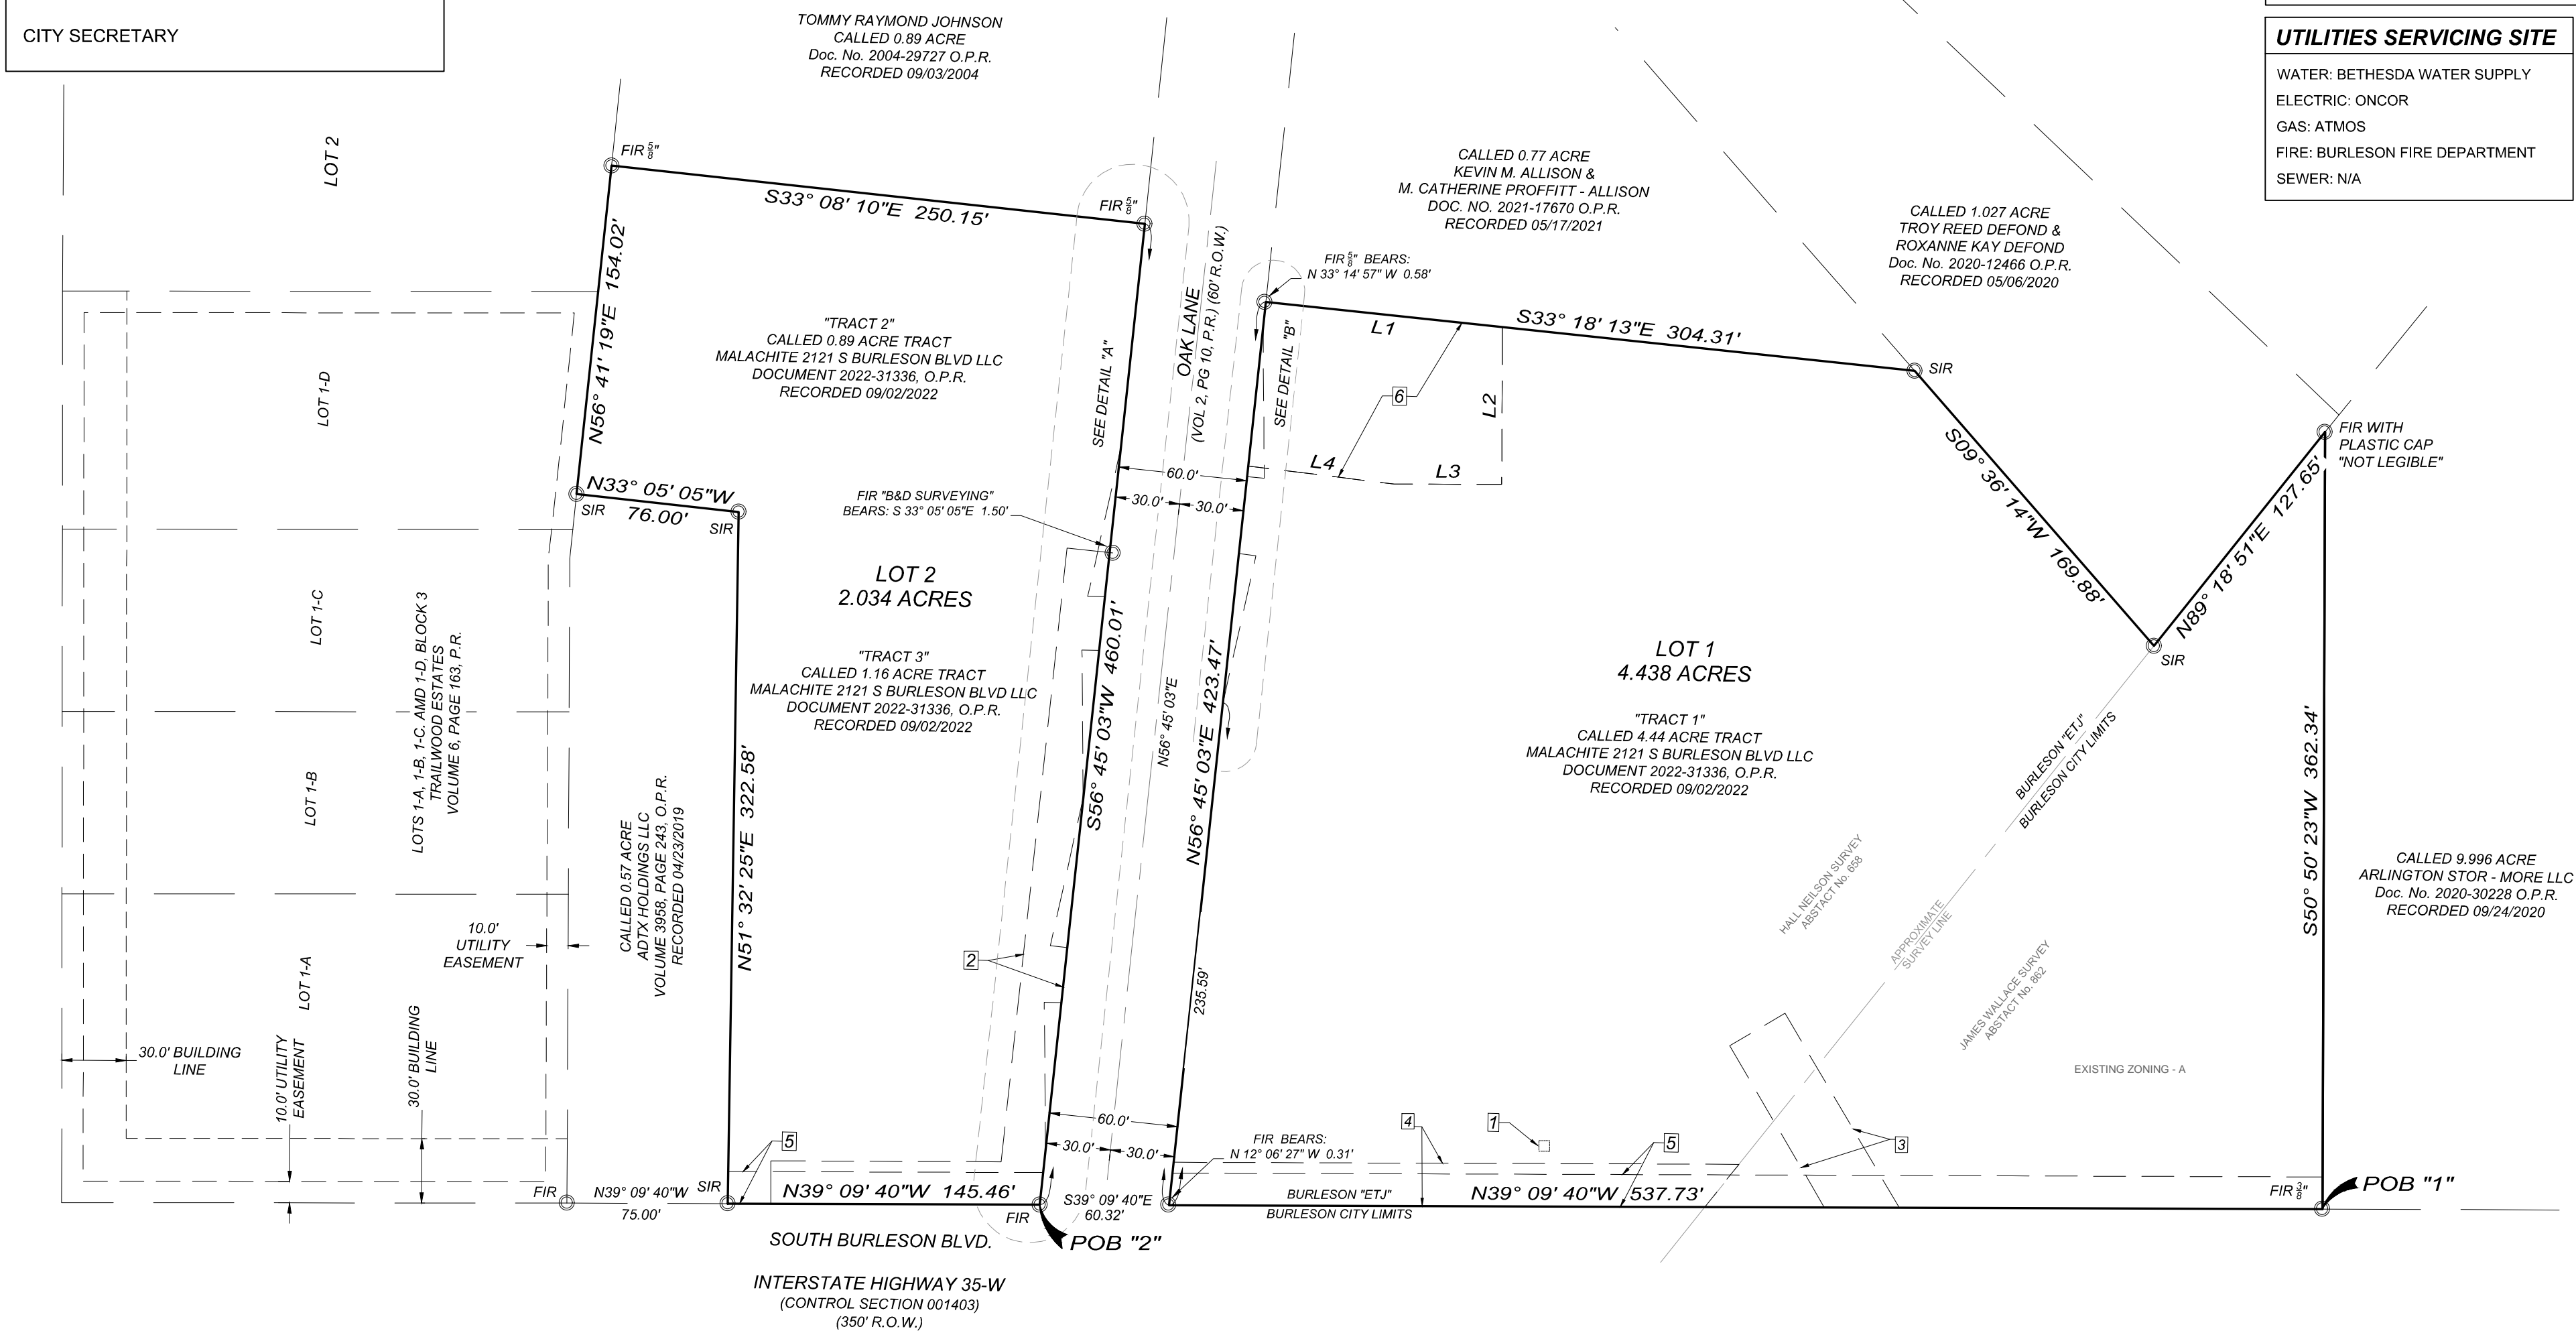 CITY SECRETARY
TOMMY RAYMOND JOHNSON
CALLED 0.89 ACRE
Doc. No. 2004-29727 O.P.R.
RECORDED 09/03/2004
UTILITIES SERVICING SITE
WATER: BETHESDA WATER SUPPLY
ELECTRIC: ONCOR
GAS: ATMOS
FIRE: BURLESON FIRE DEPARTMENT
SEWER: N/A
LOT 2
FIR 5/8"
S33° 08' 10"E 250.15'
FIR 5/8"
N56° 41' 19"E 154.02'
CALLED 0.77 ACRE
KEVIN M. ALLISON &
M. CATHERINE PROFFITT - ALLISON
DOC. NO. 2021-17670 O.P.R.
RECORDED 05/17/2021
CALLED 1.027 ACRE
TROY REED DEFOND &
ROXANNE KAY DEFOND
Doc. No. 2020-12466 O.P.R.
RECORDED 05/06/2020
FIR 5/8" BEARS:
N 33° 14' 57" W 0.58'
OAK LANE
(VOL 2, PG 10, P.R.) (60' R.O.W.)
SEE DETAIL "A"
SEE DETAIL "B"
"TRACT 2"
CALLED 0.89 ACRE TRACT
MALACHITE 2121 S BURLESON BLVD LLC
DOCUMENT 2022-31336, O.P.R.
RECORDED 09/02/2022
L1
S33° 18' 13"E 304.31'
SIR
6
L2
L3
L4
LOT 1-D
S09° 36' 14"W 169.88'
FIR WITH
PLASTIC CAP
"NOT LEGIBLE"
N89° 18' 51"E 127.65'
SIR
N33° 05' 05"W
76.00'
SIR
SIR
FIR "B&D SURVEYING"
BEARS: S 33° 05' 05"E 1.50'
60.0'
30.0'
30.0'
LOT 2
2.034 ACRES
"TRACT 3"
CALLED 1.16 ACRE TRACT
MALACHITE 2121 S BURLESON BLVD LLC
DOCUMENT 2022-31336, O.P.R.
RECORDED 09/02/2022
LOT 1
4.438 ACRES
"TRACT 1"
CALLED 4.44 ACRE TRACT
MALACHITE 2121 S BURLESON BLVD LLC
DOCUMENT 2022-31336, O.P.R.
RECORDED 09/02/2022
LOT 1-C
LOTS 1-A, 1-B, 1-C. AMD 1-D, BLOCK 3
TRAILWOOD ESTATES
VOLUME 6, PAGE 163, P.R.
LOT 1-B
CALLED 0.57 ACRE
ADTX HOLDINGS LLC
VOLUME 3958, PAGE 243, O.P.R.
RECORDED 04/23/2019
N51° 32' 25"E 322.58'
S56° 45' 03"W 460.01'
N56° 45' 03"E
N56° 45' 03"E 423.47'
235.59'
BURLESON "ETJ"
BURLESON CITY LIMITS
S50° 50' 23"W 362.34'
CALLED 9.996 ACRE
ARLINGTON STOR - MORE LLC
Doc. No. 2020-30228 O.P.R.
RECORDED 09/24/2020
HALL NEILSON SURVEY
ABSTACT No. 658
APPROXIMATE
SURVEY LINE
JAMES WALLACE SURVEY
ABSTACT No. 862
EXISTING ZONING - A
10.0'
UTILITY
EASEMENT
LOT 1-A
2
30.0' BUILDING
LINE
10.0' UTILITY
EASEMENT
30.0' BUILDING
LINE
5
60.0'
30.0'
30.0'
FIR BEARS:
N 12° 06' 27" W 0.31'
4
1
5
3
FIR
N39° 09' 40"W
75.00'
SIR
N39° 09' 40"W 145.46'
FIR
S39° 09' 40"E
60.32'
BURLESON "ETJ"
BURLESON CITY LIMITS
N39° 09' 40"W 537.73'
FIR 3/8"
POB "1"
POB "2"
SOUTH BURLESON BLVD.
INTERSTATE HIGHWAY 35-W
(CONTROL SECTION 001403)
(350' R.O.W.)